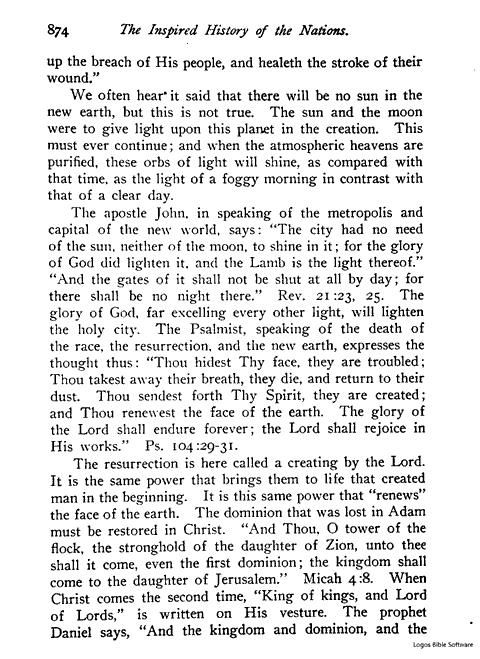 874 The Inspired History of the Nations.
up the breach of His people, and healeth the stroke of their
wound."
We often hear it said that there will be no sun in the
new earth, but this is not true. The sun and the moon
were to give light upon this planet in the creation. This
must ever continue; and when the atmospheric heavens are
purified, these orbs of light will shine, as compared with
that time, as the light of a foggy morning in contrast with
that of a clear day.
The apostle John, in speaking of the metropolis and
capital of the new world, says: "The city had no need
of the sun, neither of the moon, to shine in it; for the glory
of God did lighten it, and the Lamb is the light thereof."
"And the gates of it shall not be shut at all by day; for
there shall be no night there." Rev. 21:23, 25. The
glory of God, far excelling every other light, will lighten
the holy city. The Psalmist, speaking of the death of
the race, the resurrection, and the new earth, expresses the
thought thus: "Thou hidest Thy face, they are troubled;
Thou takest away their breath, they die, and return to their
dust. Thou sendest forth Thy Spirit, they are created;
and Thou renewest the face of the earth. The glory of
the Lord shall endure forever; the Lord shall rejoice in
His works." Ps. 104:29-31.
The resurrection is here called a creating by the Lord.
It is the same power that brings them to life that created
man in the beginning. It is this same power that "renews"
the face of the earth. The dominion that was lost in Adam
must be restored in Christ. "And Thou, O tower of the
flock, the stronghold of the daughter of Zion, unto thee
shall it come, even the first dominion; the kingdom shall
come to the daughter of Jerusalem." Micah 4:8. When
Christ comes the second time, "King of kings, and Lord
of Lords," is written on His vesture. The prophet
Daniel says, "And the kingdom and dominion, and the
Logos Bible Software